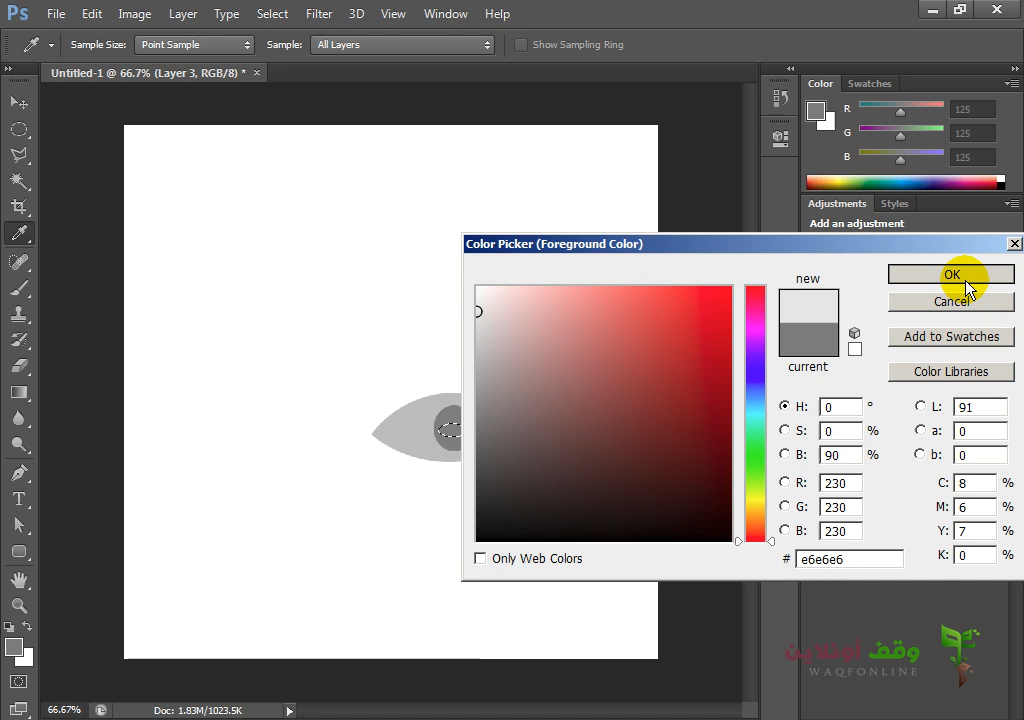 Ps File Edit Image Layer Type Select Filter 3D View Window Help
Sample Size: Point Sample Sample: All Layers Show Sampling Ring
Untitled-1 @ 66.7% (Layer 3, RGB/8) * ×
Color Swatches
R 125
G 125
B 125
Adjustments Styles
Add an adjustment
Color Picker (Foreground Color)
new
current
OK
Cancel
Add to Swatches
Color Libraries
H: 0 °
S: 0 %
B: 90 %
R: 230
G: 230
B: 230
L: 91
a: 0
b: 0
C: 8 %
M: 6 %
Y: 7 %
K: 0 %
# e6e6e6
Only Web Colors
T
وقف أونلاين
WAQFONLINE
66.67% Doc: 1.83M/1023.5K